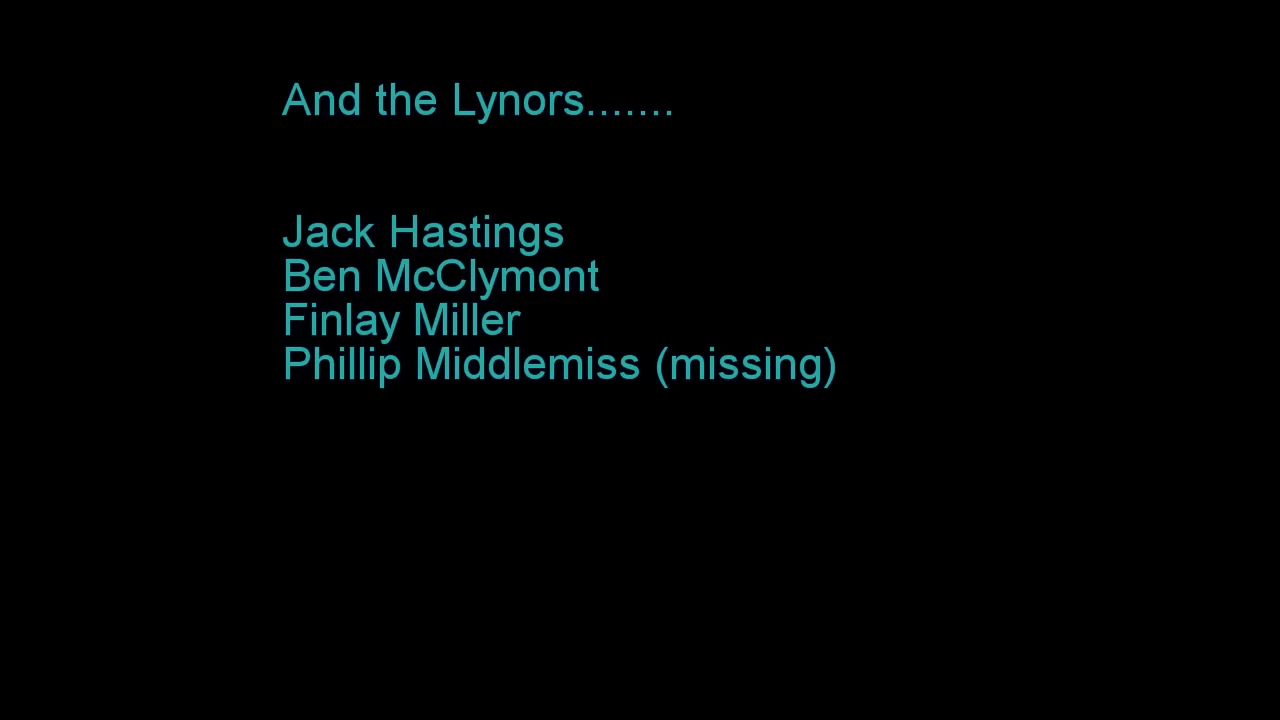 And the Lynors.......
Jack Hastings
Ben McClymont
Finlay Miller
Phillip Middlemiss (missing)